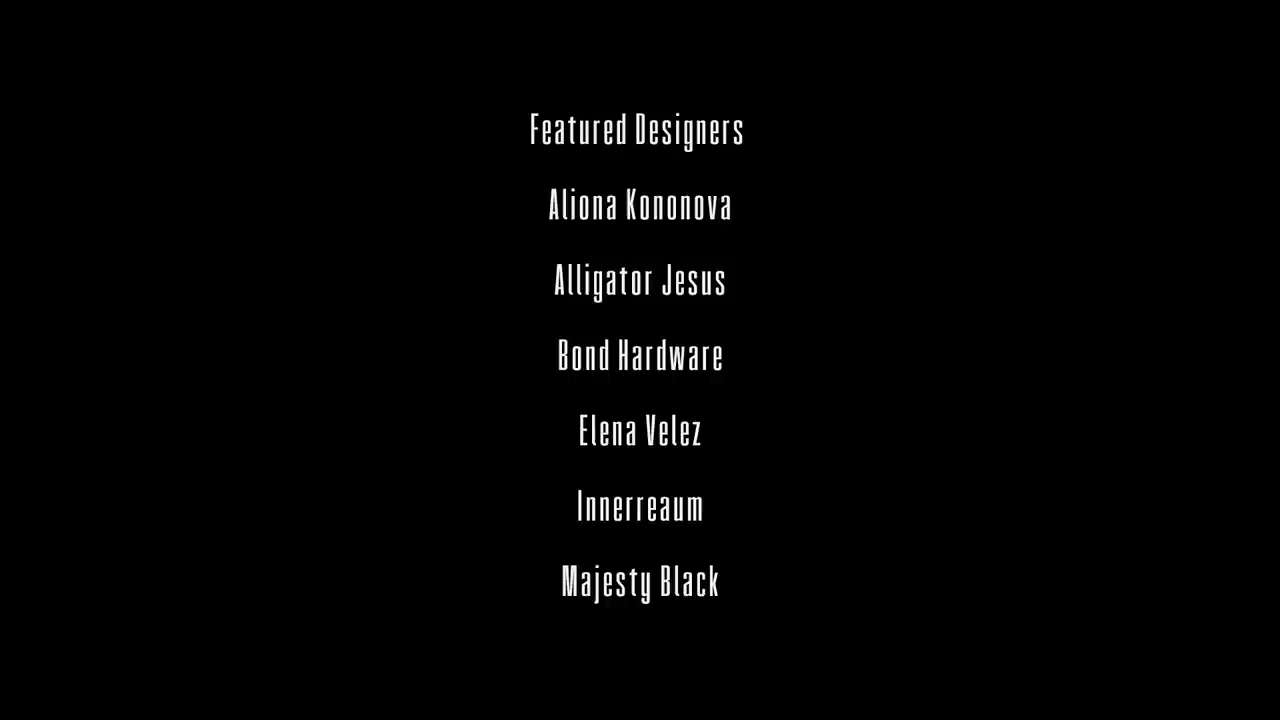 Featured Designers
Aliona Kononova
Alligator Jesus
Bond Hardware
Elena Velez
Innerreaum
Majesty Black